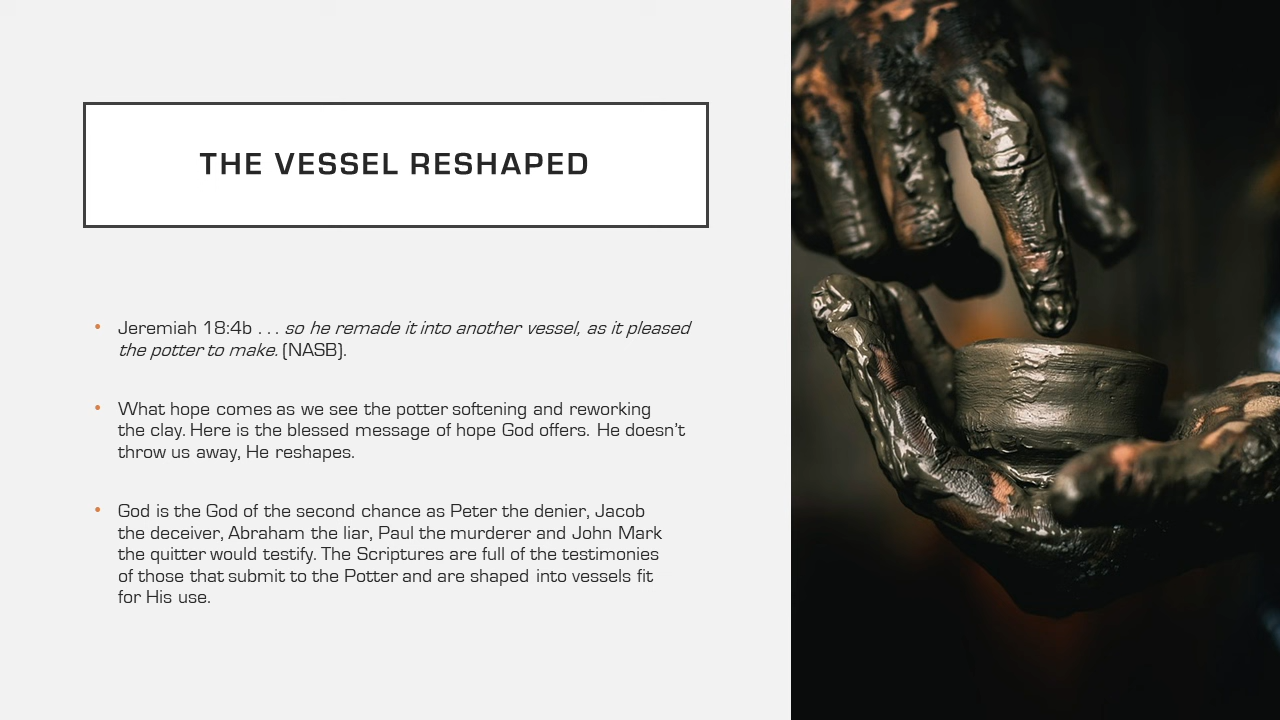 THE VESSEL RESHAPED
• Jeremiah 18:4b . . . so he remade it into another vessel, as it pleased
the potter to make. (NASB).
• What hope comes as we see the potter softening and reworking
the clay. Here is the blessed message of hope God offers. He doesn’t
throw us away, He reshapes.
• God is the God of the second chance as Peter the denier, Jacob
the deceiver, Abraham the liar, Paul the murderer and John Mark
the quitter would testify. The Scriptures are full of the testimonies
of those that submit to the Potter and are shaped into vessels fit
for His use.